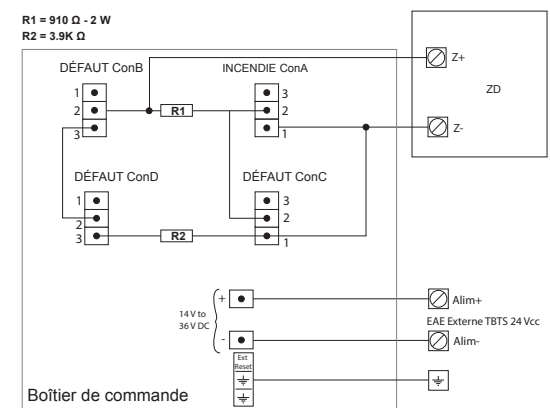 R1 = 910 Ω - 2 W
R2 = 3.9K Ω
DÉFAUT ConB
INCENDIE ConA
Z+
ZD
1
2
3
R1
3
2
1
Z-
DÉFAUT ConD
DÉFAUT ConC
1
2
3
R2
3
2
1
+
14 V to
36 V DC
-
Alim+
EAE Externe TBTS 24 Vcc
Alim-
Ext
Reset
Boîtier de commande